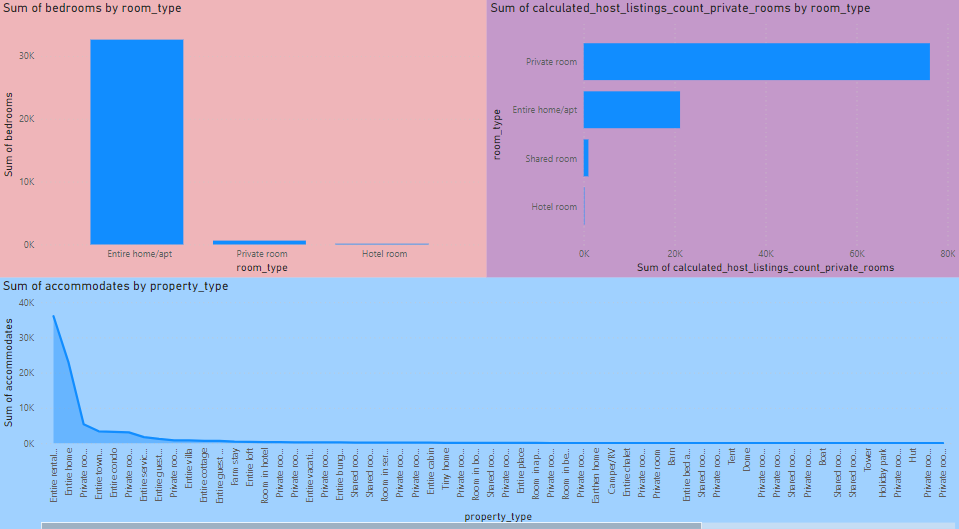 Sum of bedrooms by room_type
Sum of bedrooms
30K
20K
10K
0K
Entire home/apt
Private room
Hotel room
room_type
Sum of calculated_host_listings_count_private_rooms by room_type
room_type
Private room
Entire home/apt
Shared room
Hotel room
0K
20K
40K
60K
80K
Sum of calculated_host_listings_count_private_rooms
Sum of accommodates by property_type
Sum of accommodates
40K
30K
20K
10K
0K
Entire rental...
Entire home
Private roo...
Entire town...
Entire condo
Private roo...
Entire servic...
Entire guest...
Private roo...
Entire villa
Entire cottage
Entire guest ...
Farm stay
Entire loft
Room in hotel
Private roo...
Private roo...
Entire vacati...
Private roo...
Entire bung...
Shared roo...
Shared roo...
Room in ser...
Private roo...
Private roo...
Entire cabin
Tiny home
Private roo...
Room in bo...
Shared roo...
Private roo...
Entire place
Room in ap...
Private roo...
Room in be...
Private roo...
Earthen home
Camper/RV
Entire chalet
Private roo...
Private room
Barn
Entire bed a...
Shared roo...
Private roo...
Tent
Dome
Private roo...
Private roo...
Shared roo...
Private roo...
Boat
Shared roo...
Shared roo...
Tower
Holiday park
Private roo...
Hut
Private roo...
Private roo...
property_type